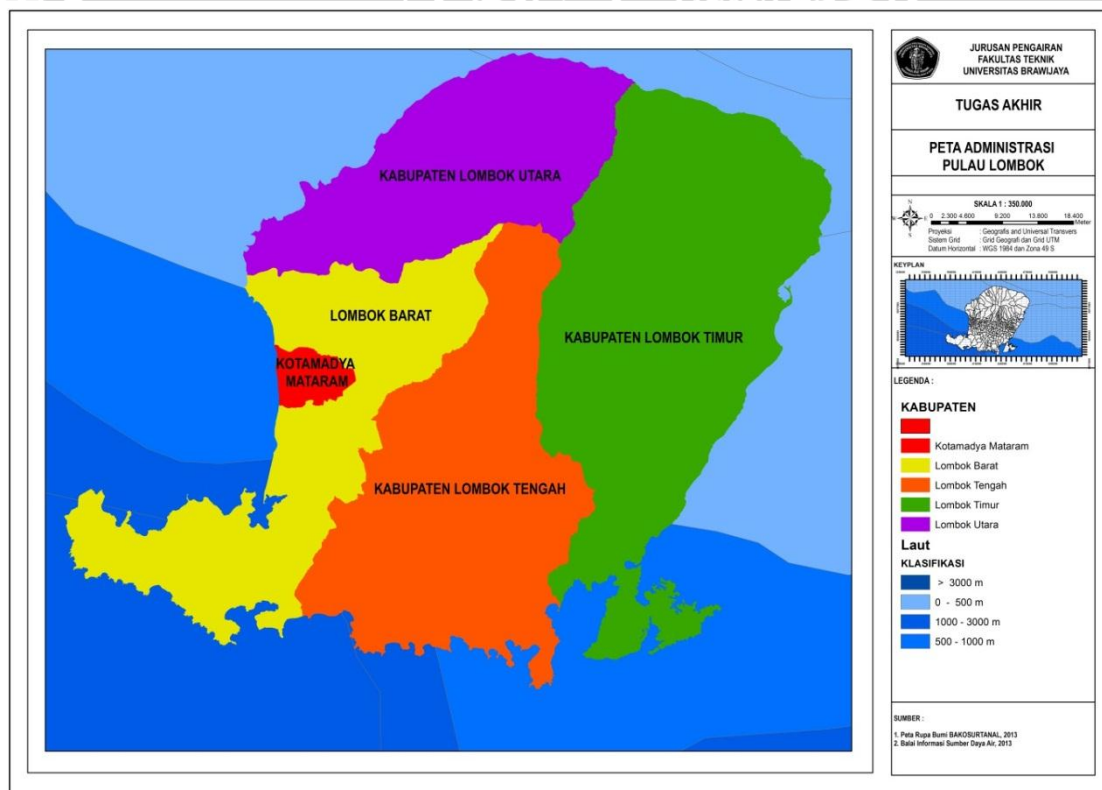 KABUPATEN LOMBOK UTARA
LOMBOK BARAT
KABUPATEN LOMBOK TIMUR
KOTAMADYA
MATARAM
KABUPATEN LOMBOK TENGAH
JURUSAN PENGAIRAN
FAKULTAS TEKNIK
UNIVERSITAS BRAWIJAYA
TUGAS AKHIR
PETA ADMINISTRASI
PULAU LOMBOK
SKALA 1 : 350.000
0 2.300 4.600 9.200 13.800 18.400
Meter
Proyeksi : Geografis and Universal Transvers
Sistem Grid : Grid Geografi dan Grid UTM
Datum Horizontal : WGS 1984 dan Zona 49 S
KEYPLAN
LEGENDA :
KABUPATEN
Kotamadya Mataram
Lombok Barat
Lombok Tengah
Lombok Timur
Lombok Utara
Laut
KLASIFIKASI
> 3000 m
0 - 500 m
1000 - 3000 m
500 - 1000 m
SUMBER :
1. Peta Rupa Bumi BAKOSURTANAL, 2013
2. Balai Informasi Sumber Daya Air, 2013